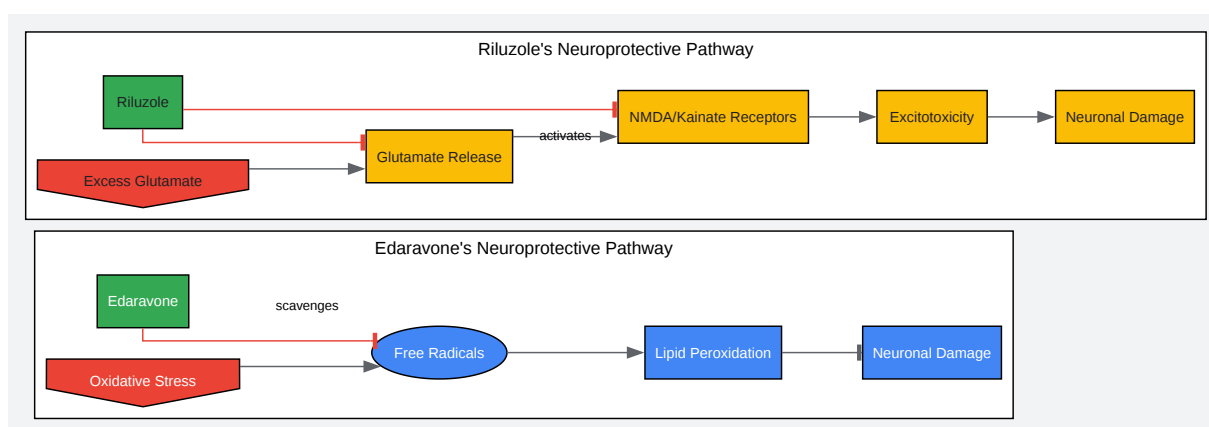 Riluzole's Neuroprotective Pathway
Riluzole
NMDA/Kainate Receptors
Excitotoxicity
Neuronal Damage
activates
Glutamate Release
Excess Glutamate
Edaravone's Neuroprotective Pathway
Edaravone
scavenges
Free Radicals
Lipid Peroxidation
Neuronal Damage
Oxidative Stress